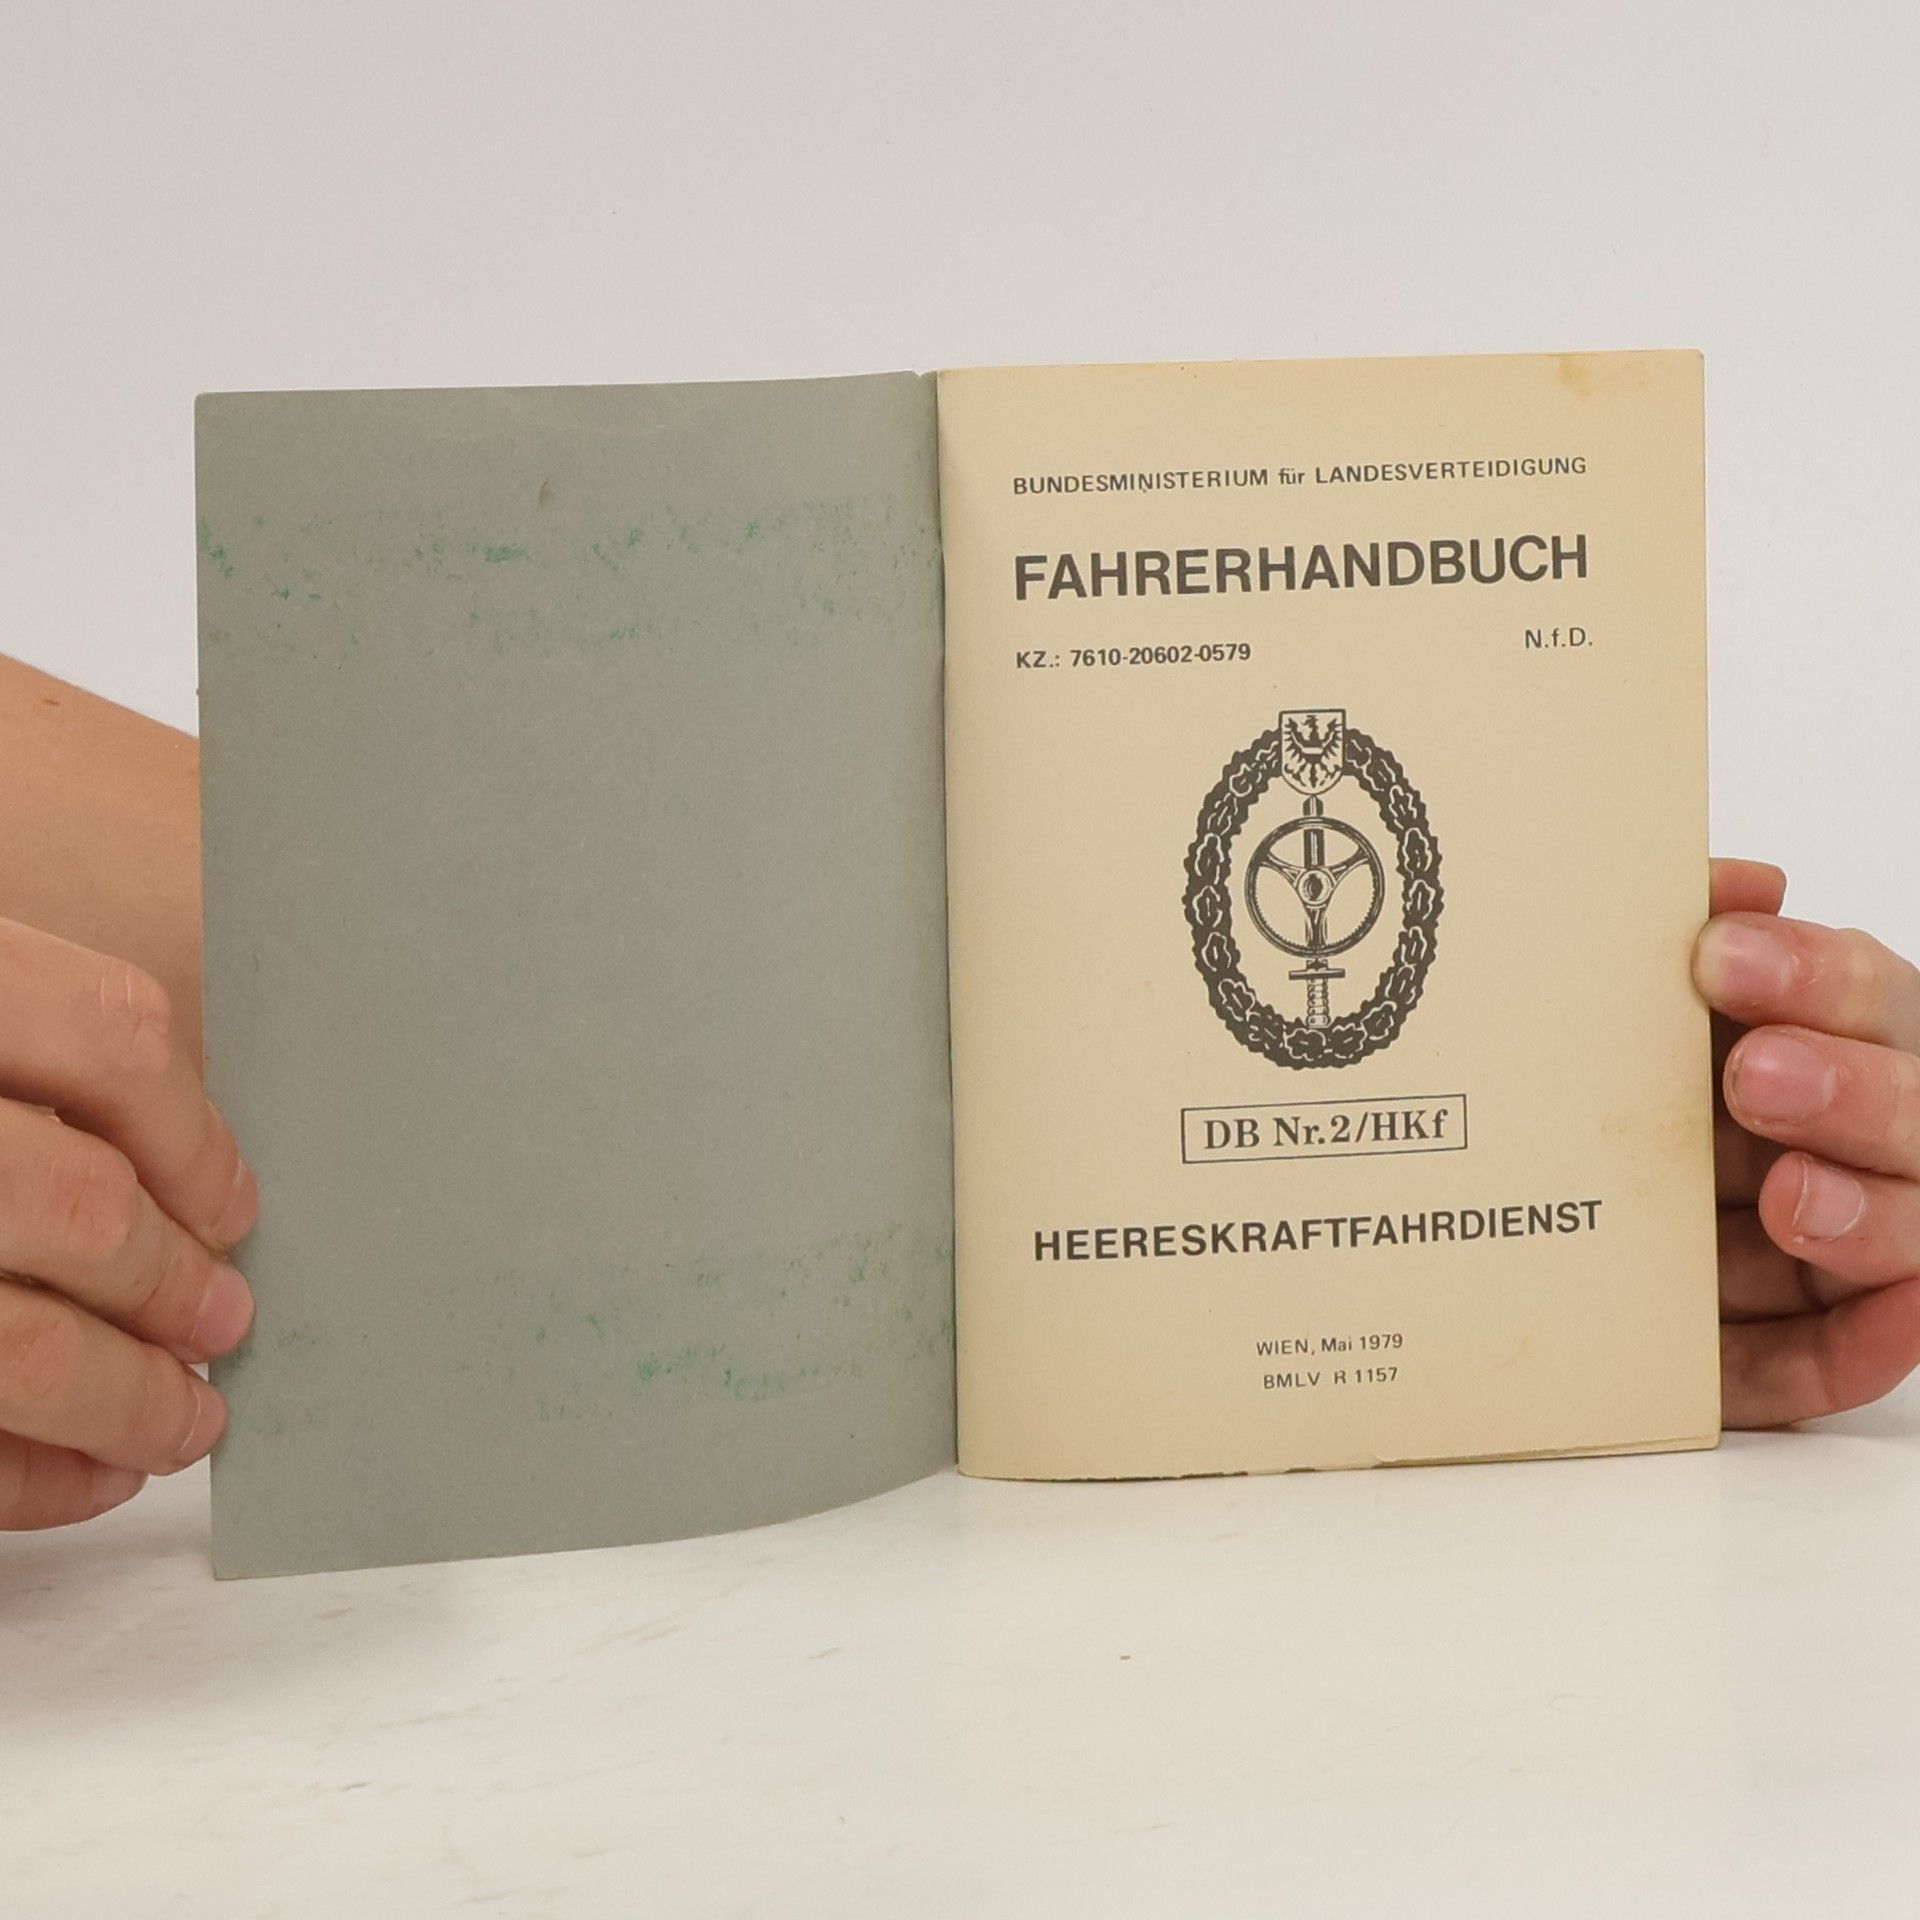 BUNDESMINISTERIUM für LANDESVERTEIDIGUNG
FAHRERHANDBUCH
KZ.: 7610-20602-0579 N.f.D.
DB Nr.2/HKf
HEERESKRAFTFAHRDIENST
WIEN, Mai 1979
BMLV R 1157